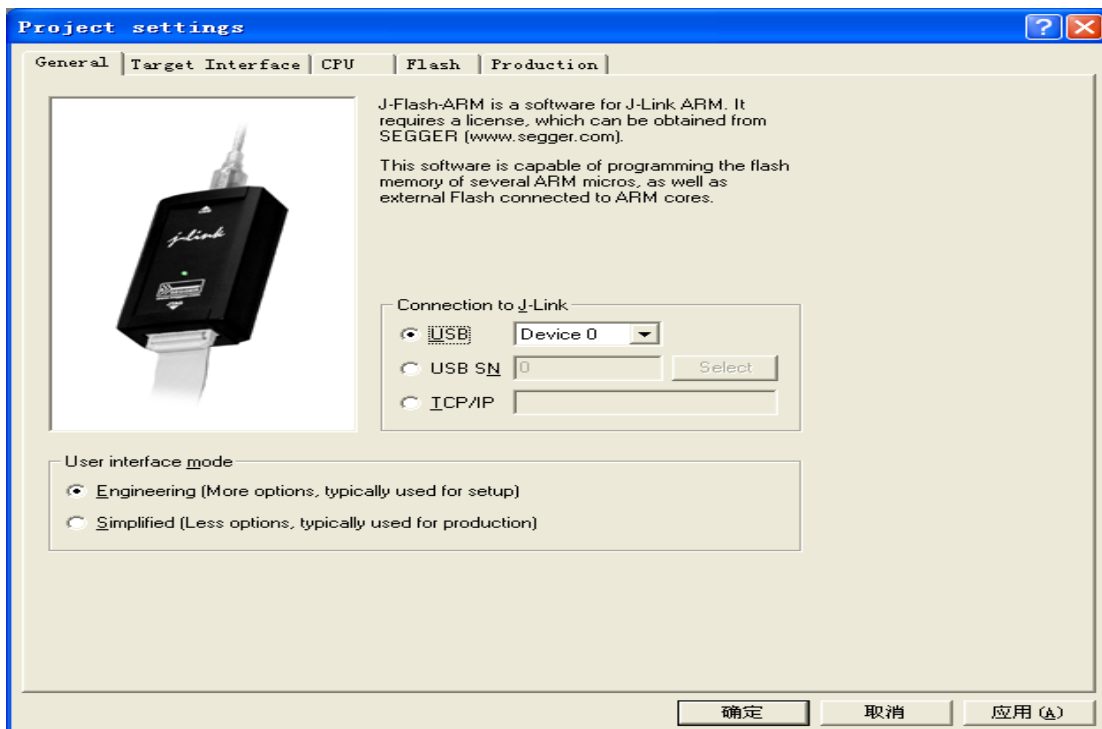 Project settings
General Target Interface CPU Flash Production
J-Flash-ARM is a software for J-Link ARM. It
requires a license, which can be obtained from
SEGGER (www.segger.com).
This software is capable of programming the flash
memory of several ARM micros, as well as
external Flash connected to ARM cores.
j-link
Connection to J-Link
USB Device 0
USB SN 0 Select
TCP/IP
User interface mode
Engineering (More options, typically used for setup)
Simplified (Less options, typically used for production)
确定 取消 应用(A)